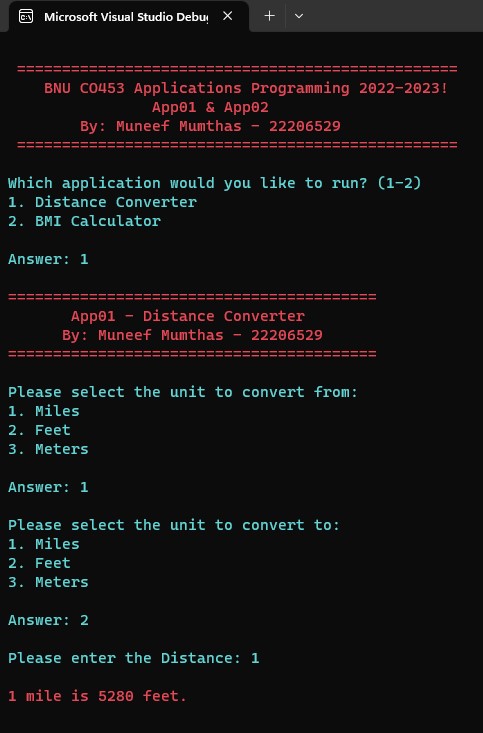 Microsoft Visual Studio Debu
==================================================
BNU CO453 Applications Programming 2022-2023!
App01 & App02
By: Muneef Mumthas - 22206529
==================================================
Which application would you like to run? (1-2)
1. Distance Converter
2. BMI Calculator
Answer: 1
=========================================
App01 - Distance Converter
By: Muneef Mumthas - 22206529
=========================================
Please select the unit to convert from:
1. Miles
2. Feet
3. Meters
Answer: 1
Please select the unit to convert to:
1. Miles
2. Feet
3. Meters
Answer: 2
Please enter the Distance: 1
1 mile is 5280 feet.